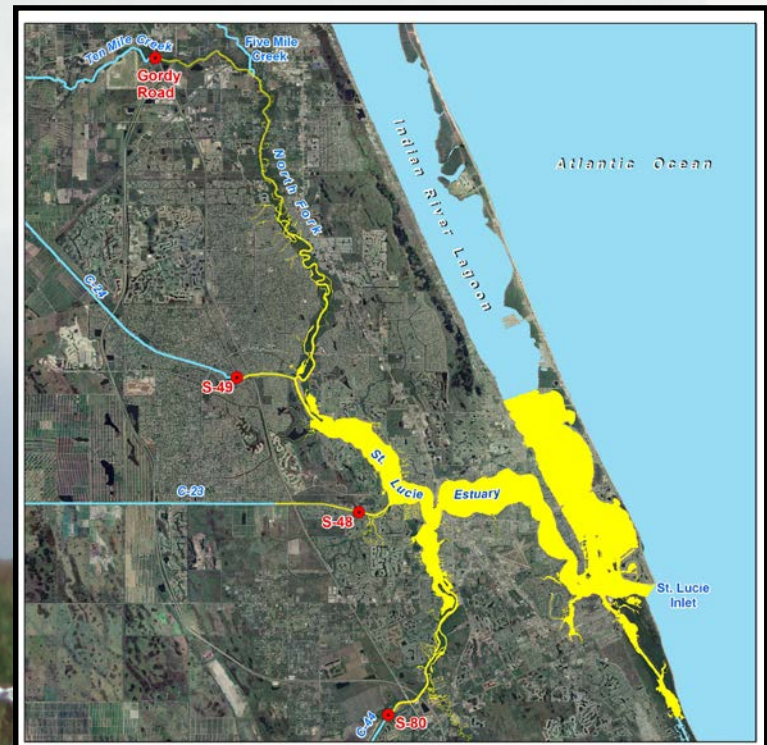 Ten Mile Creek
Five Mile
Creek
Gordy
Road
North Fork
Indian River Lagoon
Atlantic Ocean
C-24
S-49
St. Lucie Estuary
C-23
S-48
St. Lucie
Inlet
C-44
S-80